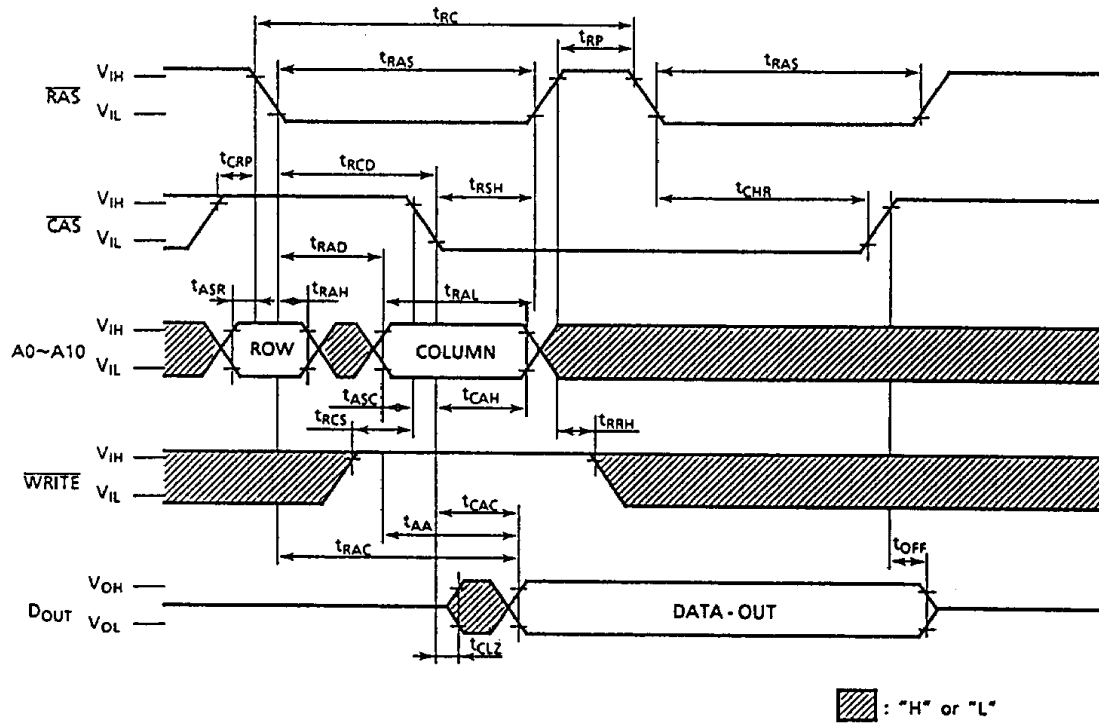 tRC
tRP
tRAS
tRAS
VIH
RAS
VIL
tCRP
tRCD
tRSH
tCHR
VIH
CAS
VIL
tRAD
tASR
tRAH
tRAL
VIH
A0~A10
ROW
COLUMN
VIL
tASC
tCAH
tRCS
tRRH
VIH
WRITE
VIL
tCAC
tAA
tOFF
tRAC
VOH
DOUT
DATA-OUT
VOL
tCLZ
: "H" or "L"